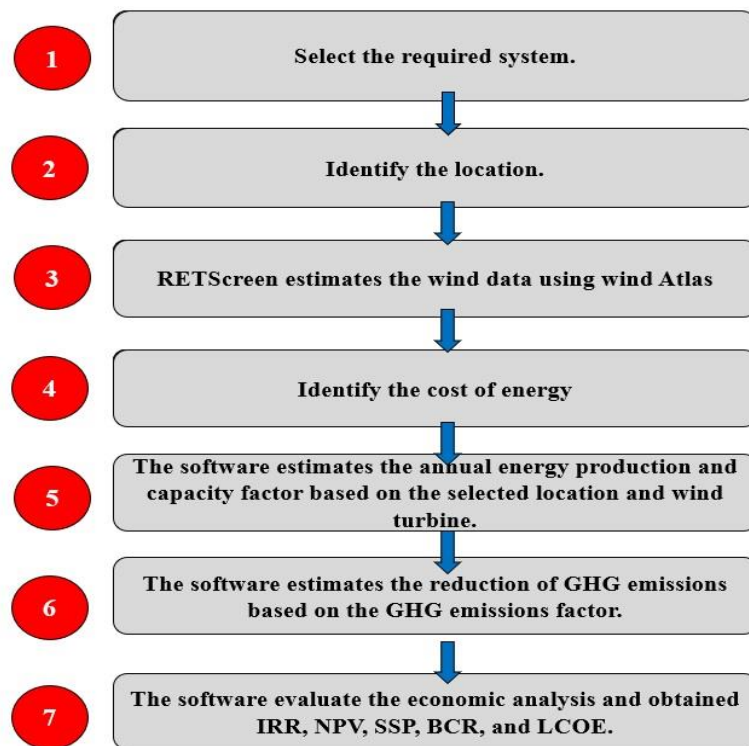 1
Select the required system.
2
Identify the location.
3
RETScreen estimates the wind data using wind Atlas
4
Identify the cost of energy
5
The software estimates the annual energy production and
capacity factor based on the selected location and wind
turbine.
6
The software estimates the reduction of GHG emissions
based on the GHG emissions factor.
7
The software evaluate the economic analysis and obtained
IRR, NPV, SSP, BCR, and LCOE.